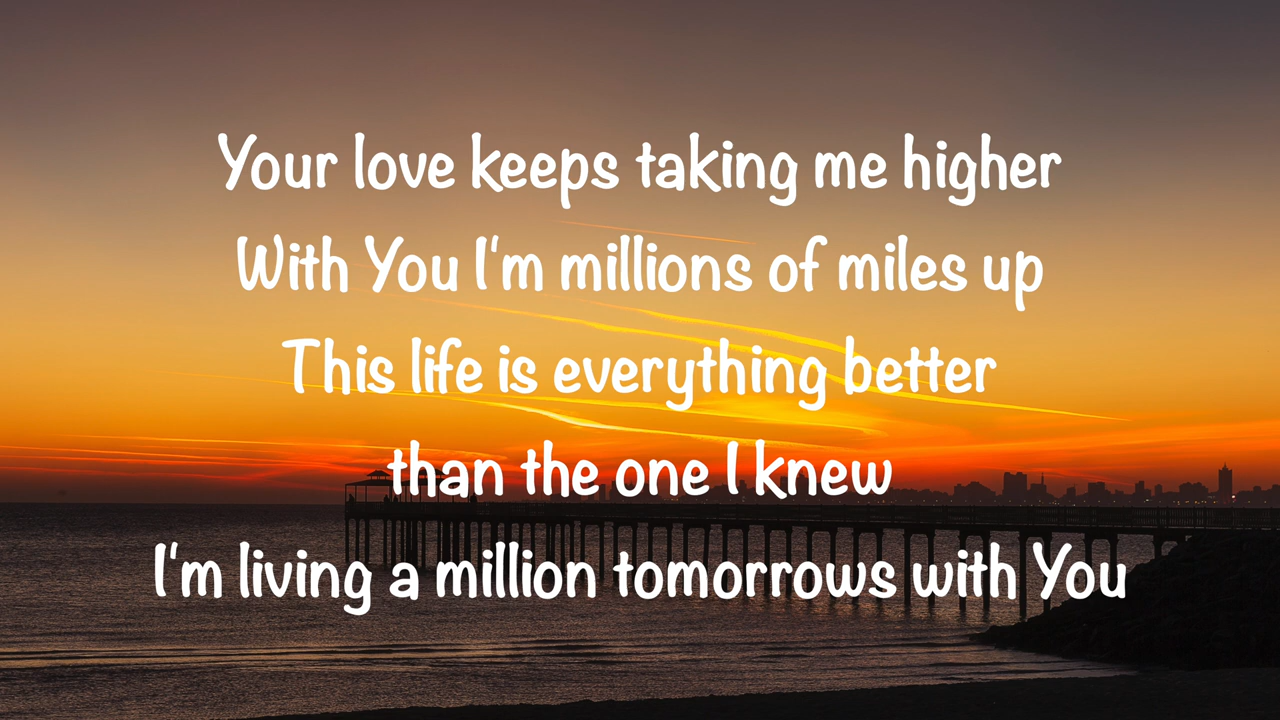 Your love keeps taking me higher
With You I'm millions of miles up
This life is everything better
than the one I knew
I'm living a million tomorrows with You